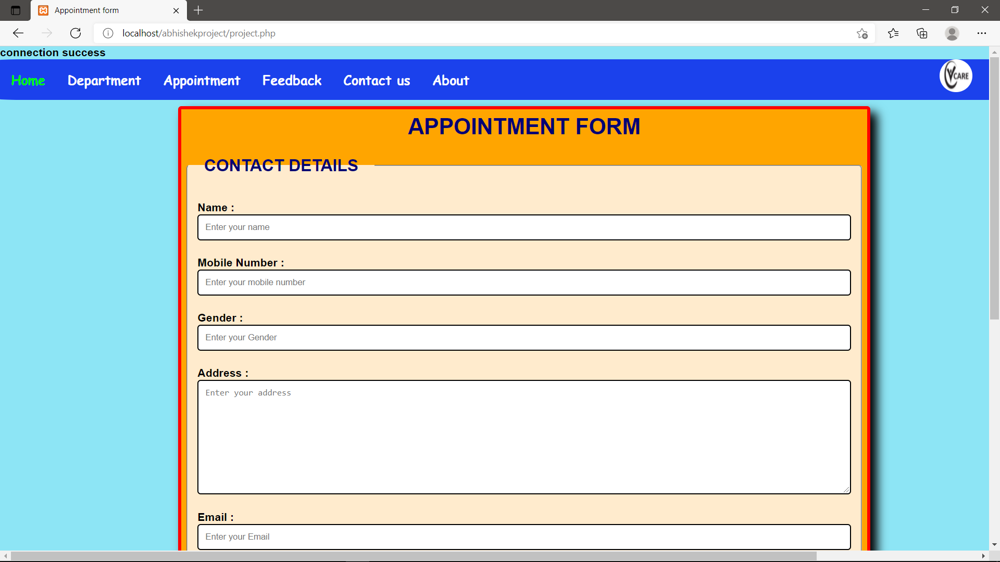 Appointment form
localhost/abhishekproject/project.php
connection success
Home Department Appointment Feedback Contact us About
CARE
APPOINTMENT FORM
CONTACT DETAILS
Name :
Enter your name
Mobile Number :
Enter your mobile number
Gender :
Enter your Gender
Address :
Enter your address
Email :
Enter your Email